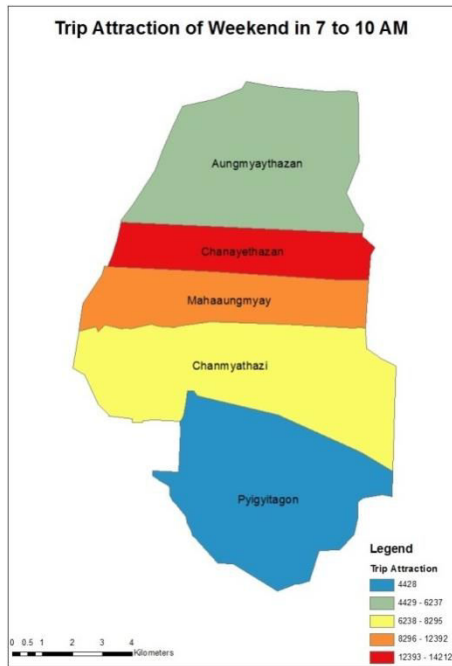 Trip Attraction of Weekend in 7 to 10 AM
Aungmyaythazan
Chanayethazan
Mahaaungmyay
Chanmyathazi
Pyigyitagon
Legend
Trip Attraction
4428
4429 - 6237
6238 - 8295
8296 - 12392
12393 - 14212
0 0.5 1 2 3 4
Kilometers